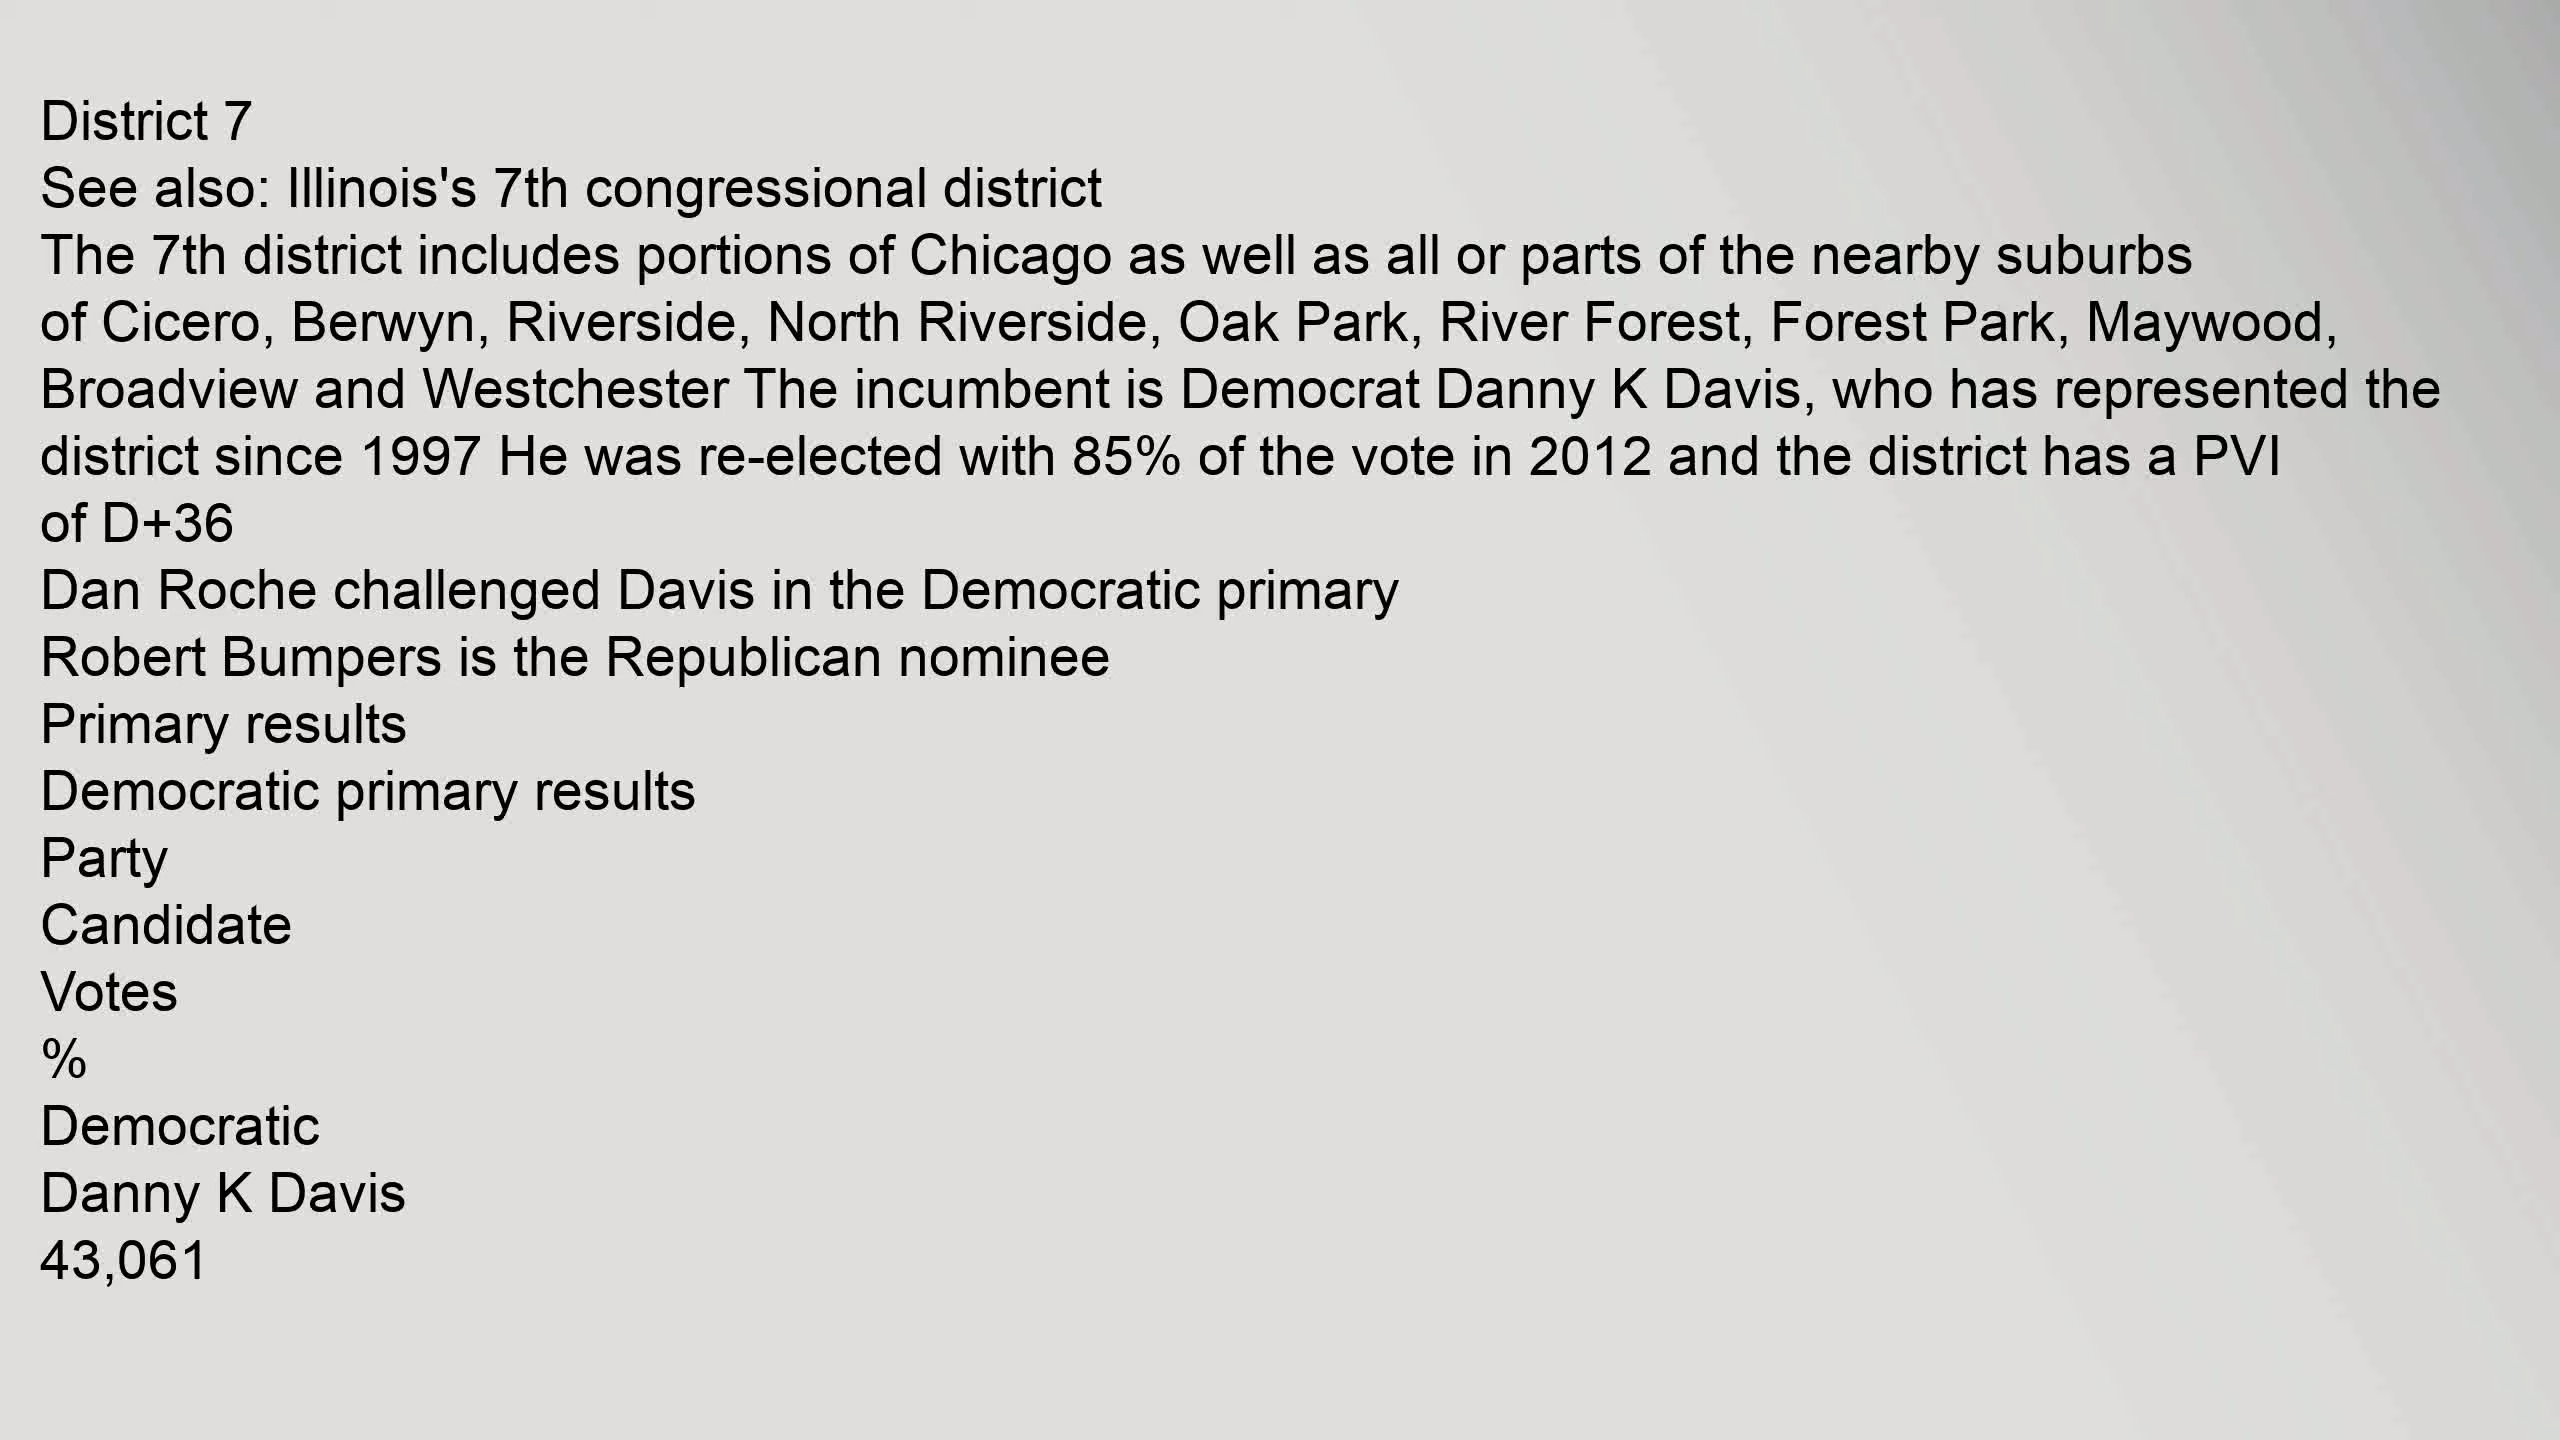 District 7
See also: Illinois's 7th congressional district
The 7th district includes portions of Chicago as well as all or parts of the nearby suburbs
of Cicero, Berwyn, Riverside, North Riverside, Oak Park, River Forest, Forest Park, Maywood,
Broadview and Westchester The incumbent is Democrat Danny K Davis, who has represented the
district since 1997 He was re-elected with 85% of the vote in 2012 and the district has a PVI
of D+36
Dan Roche challenged Davis in the Democratic primary
Robert Bumpers is the Republican nominee
Primary results
Democratic primary results
Party
Candidate
Votes
%
Democratic
Danny K Davis
43,061